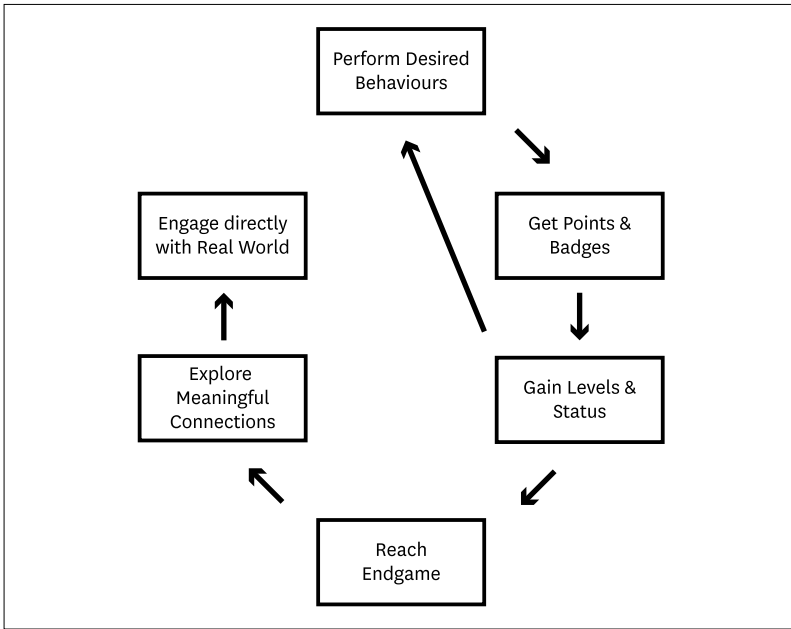 Perform Desired
Behaviours
Get Points &
Badges
Gain Levels &
Status
Reach
Endgame
Explore
Meaningful
Connections
Engage directly
with Real World